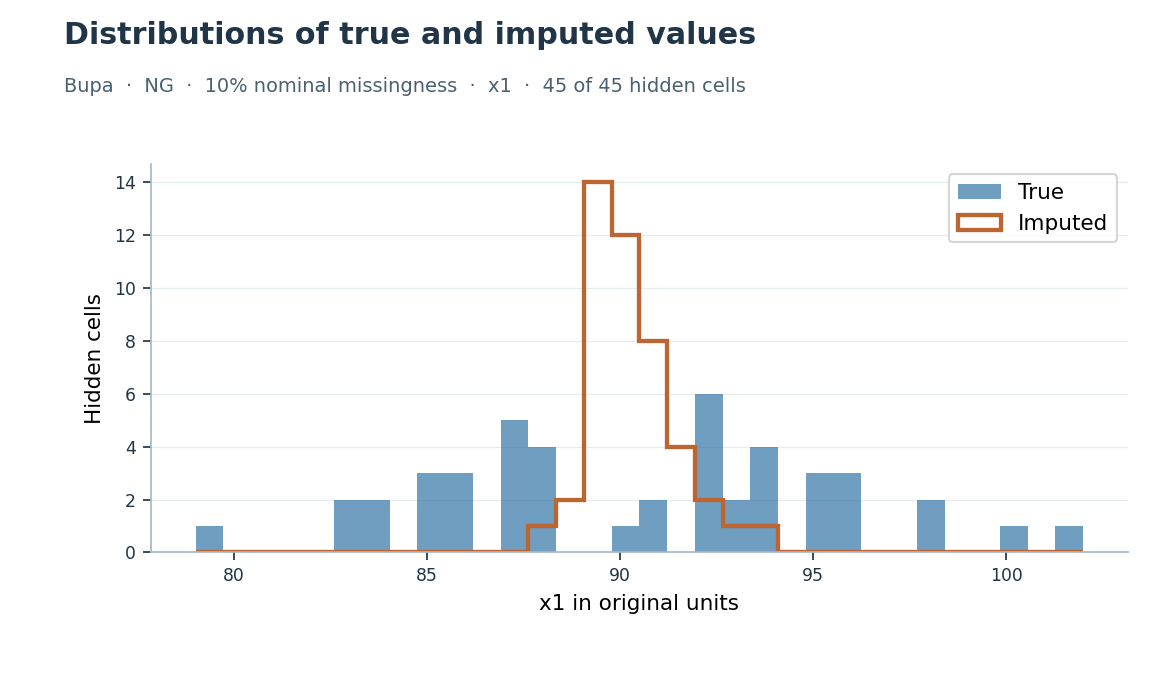 Distributions of true and imputed values
Bupa · NG · 10% nominal missingness · x1 · 45 of 45 hidden cells
True
Imputed
Hidden cells
14
12
10
8
6
4
2
0
80 85 90 95 100
x1 in original units